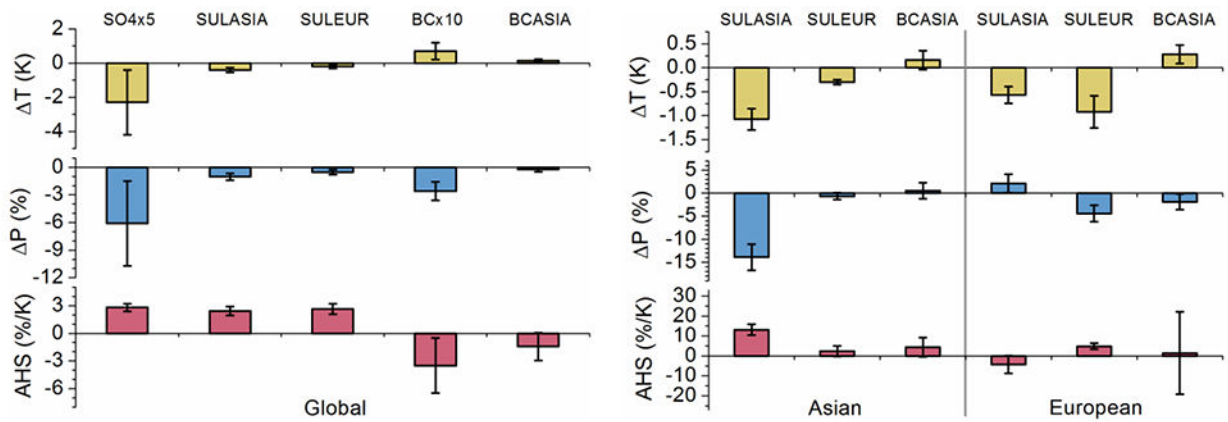 SO4x5 SULASIA SULEUR BCx10 BCASIA
2
0
-2
-4
ΔT (K)
0
-3
-6
-9
-12
ΔP (%)
3
0
-3
-6
AHS (%/K)
Global
SULASIA SULEUR BCASIA SULASIA SULEUR BCASIA
0.5
0.0
-0.5
-1.0
-1.5
ΔT (K)
5
0
-5
-10
-15
ΔP (%)
30
20
10
0
-10
-20
AHS (%/K)
Asian European